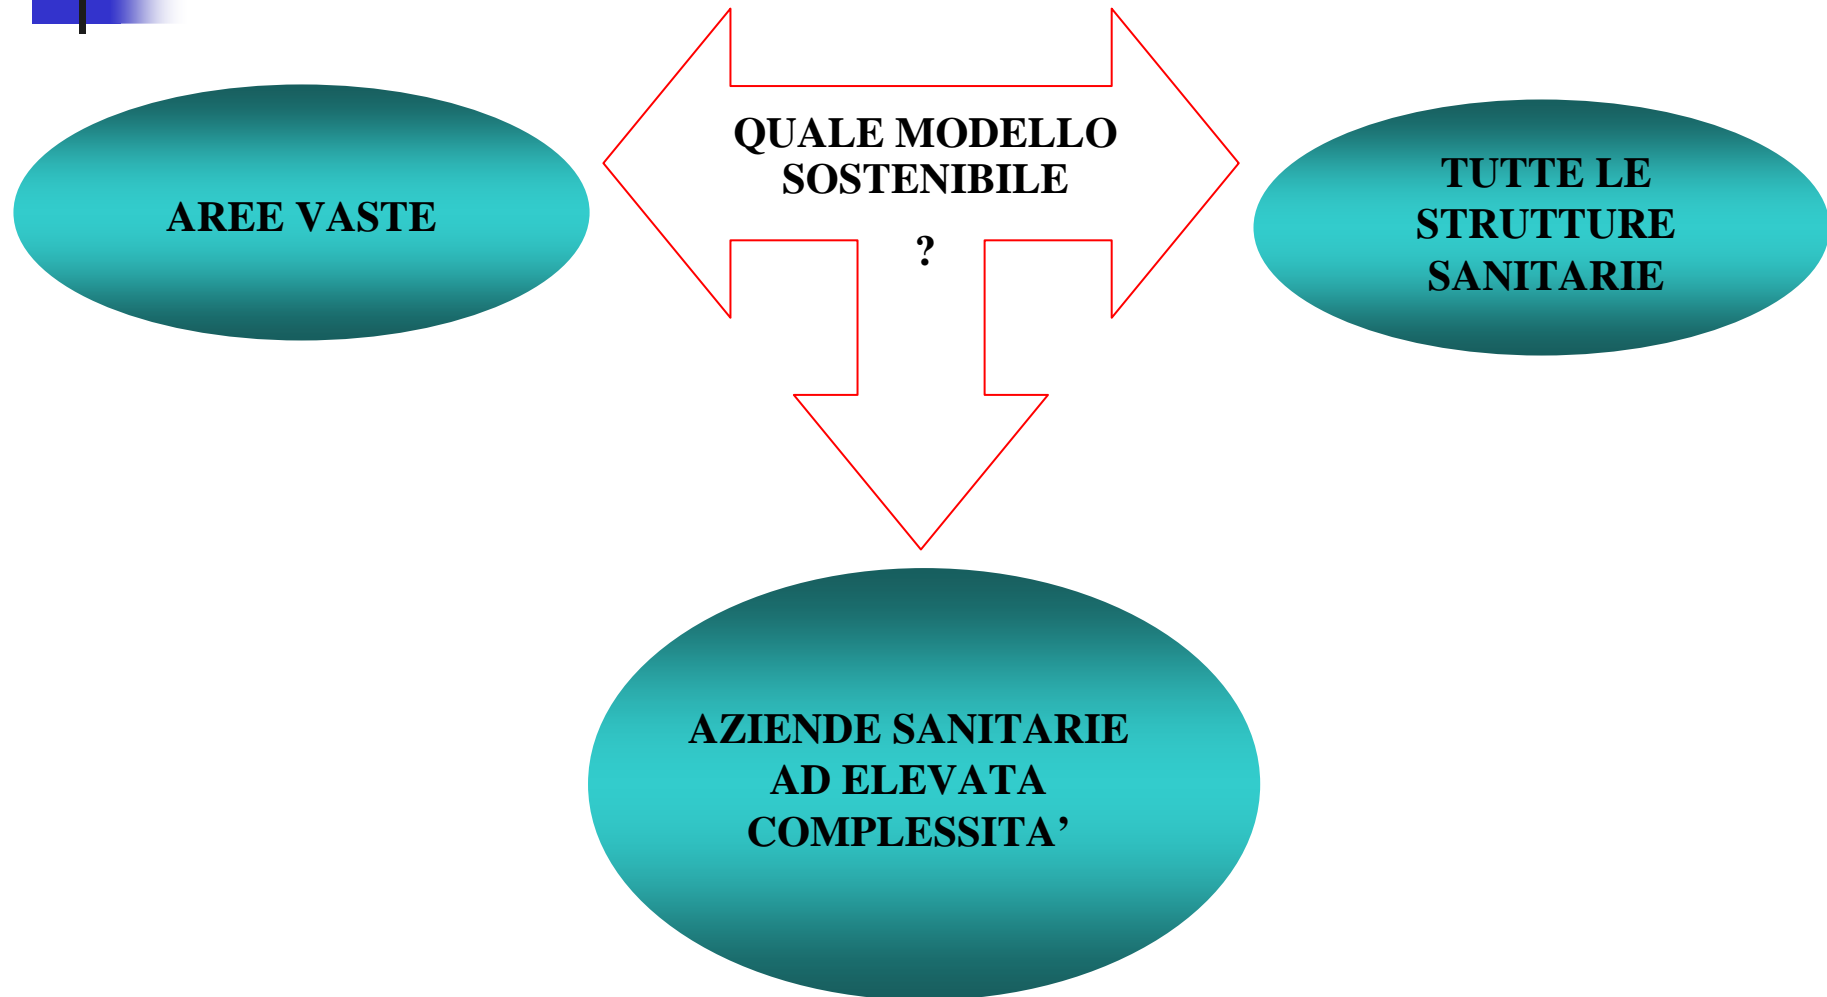 QUALE MODELLO
SOSTENIBILE
?
AREE VASTE
TUTTE LE
STRUTTURE
SANITARIE
AZIENDE SANITARIE
AD ELEVATA
COMPLESSITA’